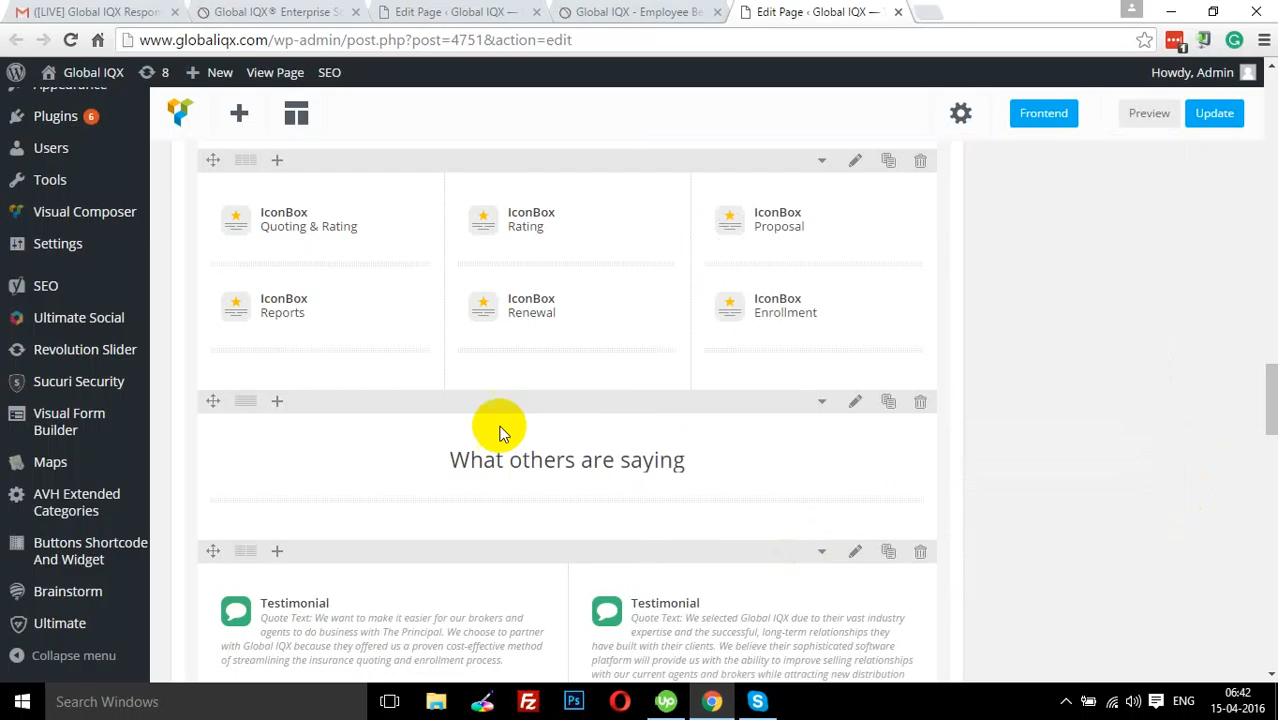 ([LIVE] Global IQX Respon
Global IQX® Enterprise So
Edit Page ‹ Global IQX —
Global IQX - Employee Be
Edit Page ‹ Global IQX —
www.globaliqx.com/wp-admin/post.php?post=4751&action=edit
1
Global IQX
8
New
View Page
SEO
Howdy, Admin
Appearance
Plugins 6
Users
Tools
Visual Composer
Settings
SEO
Ultimate Social
Revolution Slider
Sucuri Security
Visual Form
Builder
Maps
AVH Extended
Categories
Buttons Shortcode
And Widget
Brainstorm
Ultimate
Collapse menu
Frontend
Preview
Update
IconBox
Quoting & Rating
IconBox
Rating
IconBox
Proposal
IconBox
Reports
IconBox
Renewal
IconBox
Enrollment
What others are saying
Testimonial
Quote Text: We want to make it easier for our brokers and
agents to do business with The Principal. We choose to partner
with Global IQX because they offered us a proven cost-effective method
of streamlining the insurance quoting and enrollment process.
Testimonial
Quote Text: We selected Global IQX due to their vast industry
expertise and the successful, long-term relationships they
have built with their clients. We believe their sophisticated software
platform will provide us with the ability to improve selling relationships
with our current agents and brokers while attracting new distribution
Search Windows
ENG
06:42
15-04-2016